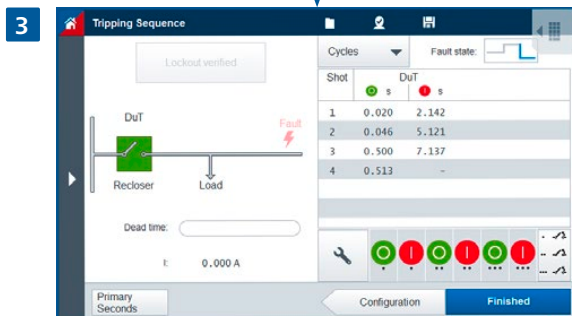 3
Tripping Sequence
Lockout verified
Cycles
Fault state:
Shot DuT
s s
1 0.020 2.142
2 0.046 5.121
3 0.500 7.137
4 0.513 -
DuT
Fault
Recloser
Load
Dead time:
I: 0.000 A
Primary
Seconds
Configuration
Finished